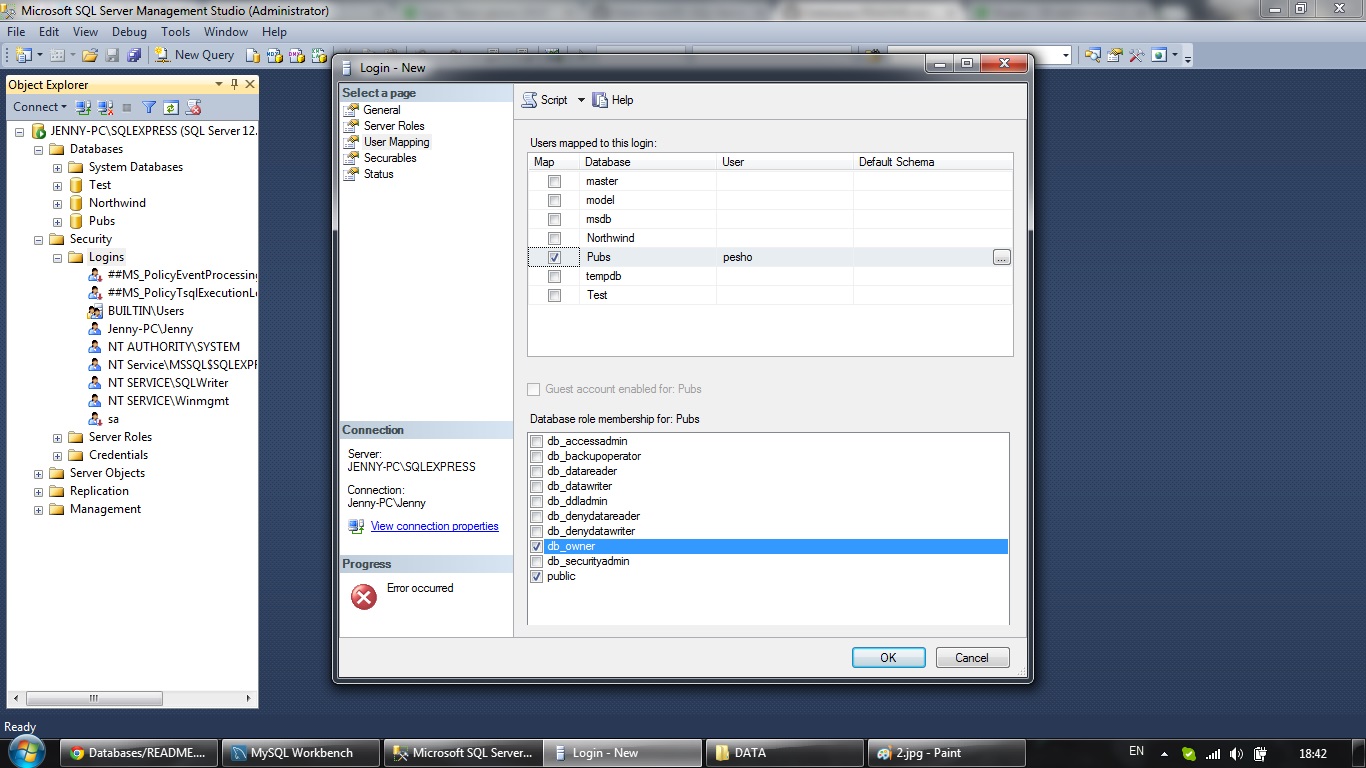 Microsoft SQL Server Management Studio (Administrator)
File Edit View Debug Tools Window Help
New Query
Object Explorer
Connect
JENNY-PC\SQLEXPRESS (SQL Server 12.
Databases
System Databases
Test
Northwind
Pubs
Security
Logins
##MS_PolicyEventProcessing
##MS_PolicyTsqlExecutionL
BUILTIN\Users
Jenny-PC\Jenny
NT AUTHORITY\SYSTEM
NT Service\MSSQL$SQLEXPR
NT SERVICE\SQLWriter
NT SERVICE\Winmgmt
sa
Server Roles
Credentials
Server Objects
Replication
Management
Login - New
Select a page
General
Server Roles
User Mapping
Securables
Status
Connection
Server:
JENNY-PC\SQLEXPRESS
Connection:
Jenny-PC\Jenny
View connection properties
Progress
Error occurred
Script Help
Users mapped to this login:
Map Database User Default Schema
master
model
msdb
Northwind
Pubs pesho ...
tempdb
Test
Guest account enabled for: Pubs
Database role membership for: Pubs
db_accessadmin
db_backupoperator
db_datareader
db_datawriter
db_ddladmin
db_denydatareader
db_denydatawriter
db_owner
db_securityadmin
public
OK Cancel
Ready
Databases/README.... MySQL Workbench Microsoft SQL Server... Login - New DATA 2.jpg - Paint EN 18:42